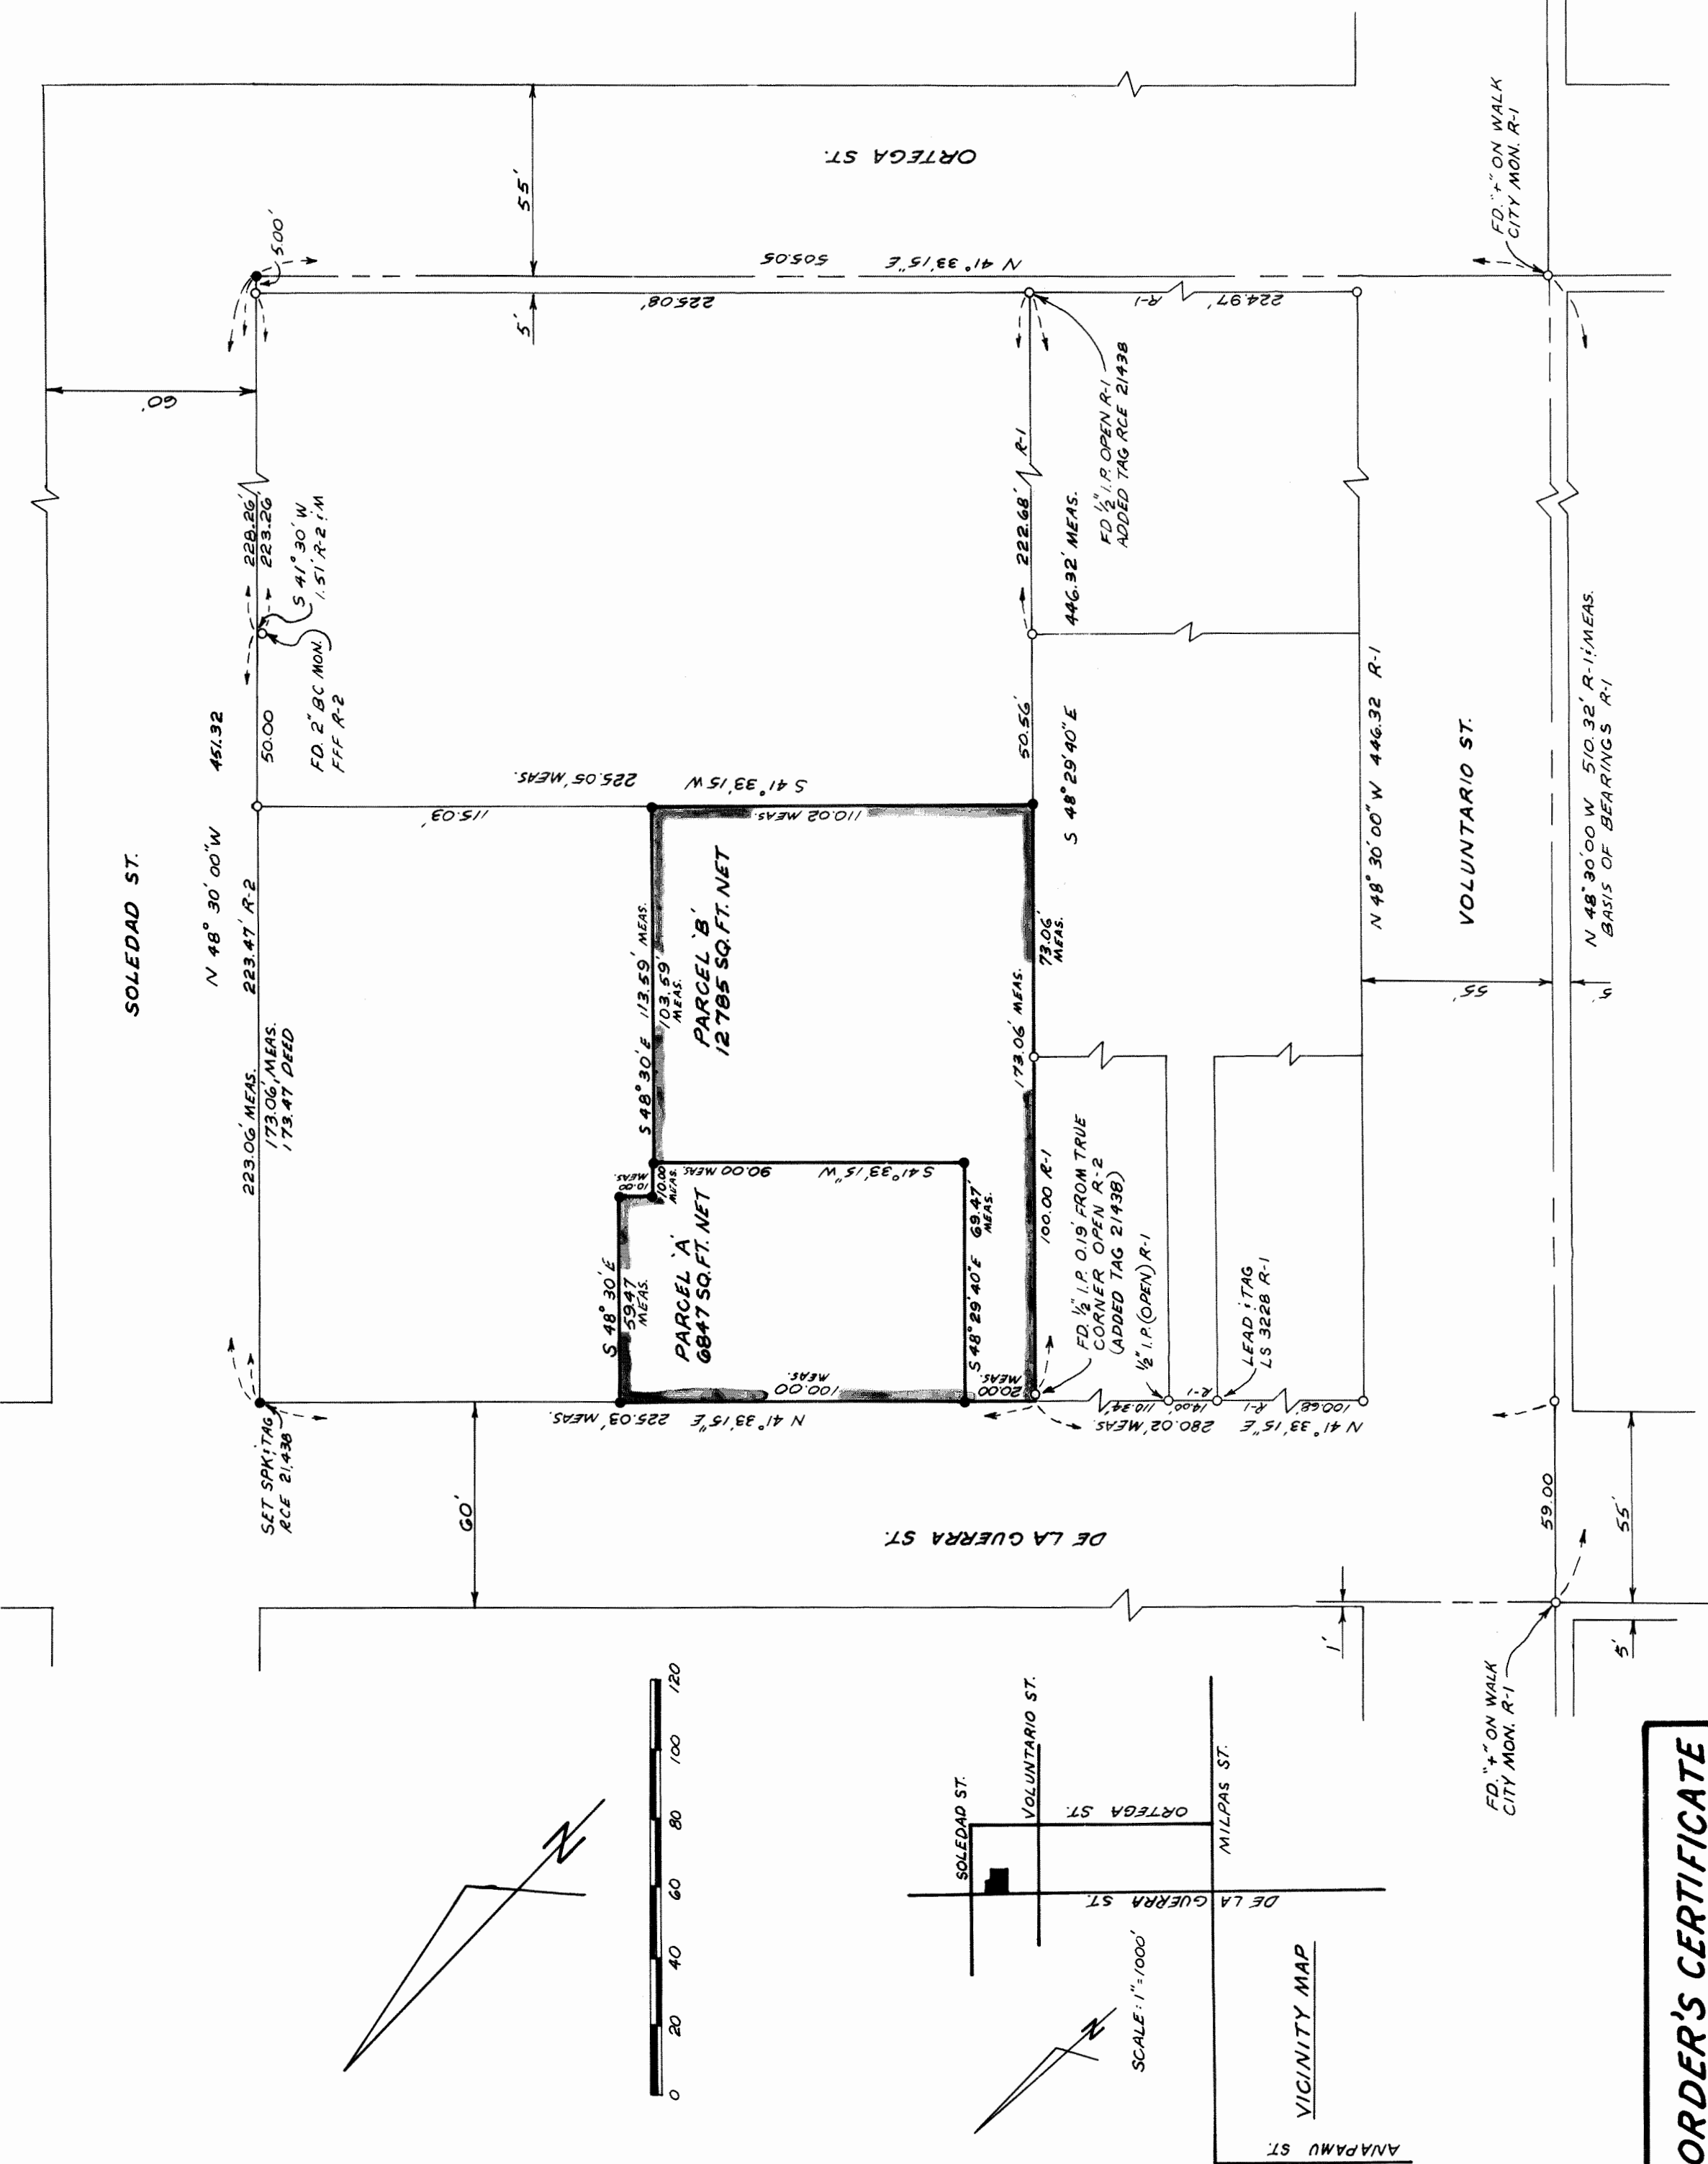 SOLEDAD ST.
N 48° 30' 00" W 451.32
223.06' MEAS. 223.47' R-2
173.06' MEAS.
173.47 DEED
50.00
228.26'
223.26'
S 41° 30' W
1.51' R-2 & M
FD. 2" BC MON.
FFF R-2
5.00'
60'
55'
5'
ORTEGA ST.
N 41° 33' 15" E 505.05
225.08'
R-1
224.97'
FD. "+" ON WALK
CITY MON. R-1
FD ½" I.P. OPEN R-1
ADDED TAG RCE 21438
222.68' R-1
446.32' MEAS.
50.56'
S 48° 29' 40" E
S 41° 33' 15 W 225.05' MEAS.
115.03'
110.02 MEAS.
S 48° 30' E 113.59' MEAS.
103.59'
MEAS.
PARCEL 'B'
12785 SQ. FT. NET
173.06' MEAS.
73.06'
MEAS.
100.00 R-1
S 41° 33' 15" W 90.00 MEAS.
10.00
MEAS.
10.00
MEAS.
S 48° 30' E
59.47
MEAS.
PARCEL 'A'
6847 SQ. FT. NET
S 48° 29' 40" E 69.47'
MEAS.
100.00
MEAS.
20.00
MEAS.
N 41° 33' 15" E 225.03' MEAS.
SET SPK & TAG
RCE 21,438
60'
DE LA GUERRA ST.
FD. ½" I.P. 0.19' FROM TRUE
CORNER OPEN R-2
(ADDED TAG 21438)
½" I.P. (OPEN) R-1
LEAD & TAG
LS 3228 R-1
110.34'
14.00'
R-1
R-1
100.68'
N 41° 33' 15" E 280.02' MEAS.
N 48° 30' 00" W 446.32 R-1
VOLUNTARIO ST.
55'
5'
N 48° 30' 00 W 510.32' R-1 & MEAS.
BASIS OF BEARINGS R-1
59.00
55'
5'
1'
FD. "+" ON WALK
CITY MON. R-1
N
0 20 40 60 80 100 120
SOLEDAD ST.
VOLUNTARIO ST.
ORTEGA ST.
MILPAS ST.
DE LA GUERRA ST.
ANAPAMU ST.
N
SCALE: 1"=1000'
VICINITY MAP
ORDER'S CERTIFICATE